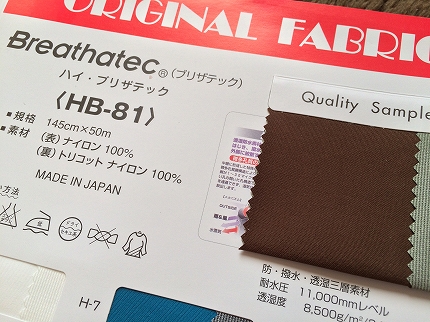 ORIGINAL FABRIC
Breathatec®(ブリザテック)
ハイ・ブリザテック
〈HB-81〉
■規格 145cm×50m
■素材 (表)ナイロン100%
(裏)トリコットナイロン100%
MADE IN JAPAN
方法
Quality Sample
OUTSIDE
防・撥水・透湿三層素材
耐水圧 11,000mmレベル
透湿度 8,500g/m²/
H-7